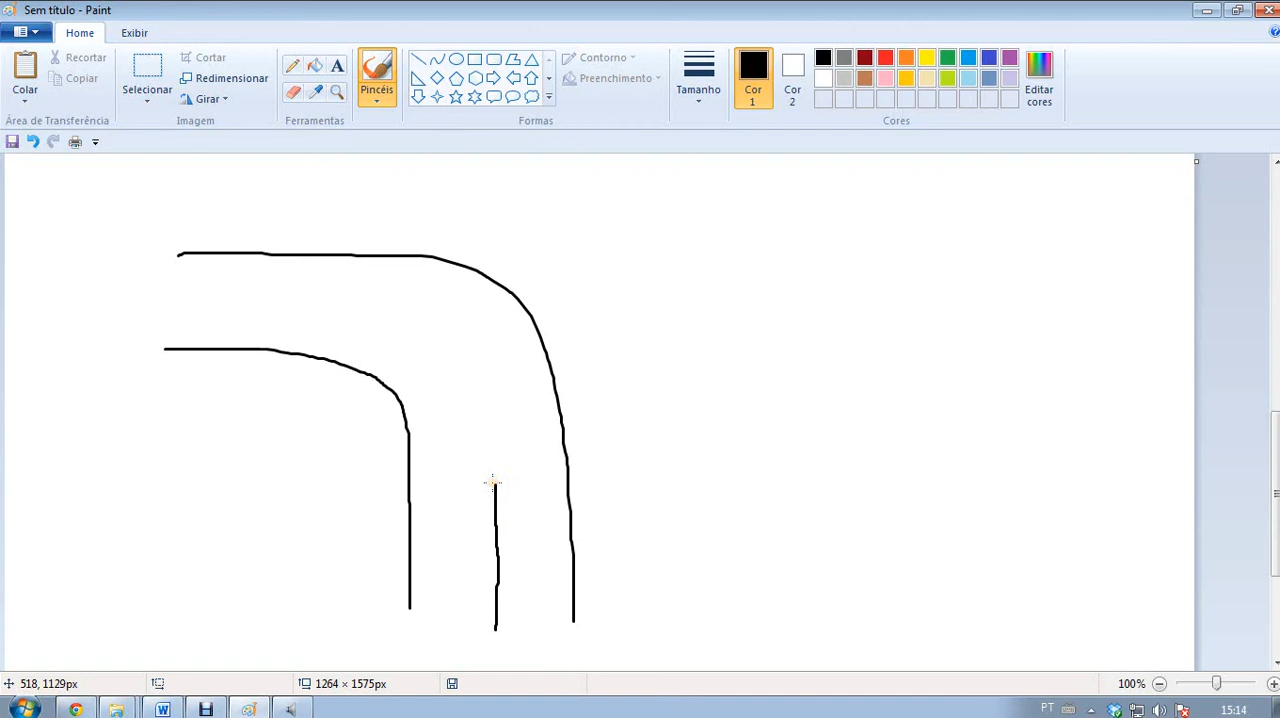 Sem título - Paint
Home Exibir
Colar
Recortar
Copiar
Área de Transferência
Selecionar
Cortar
Redimensionar
Girar
Imagem
A
Ferramentas
Pincéis
Contorno
Preenchimento
Formas
Tamanho
Cor
1
Cor
2
Editar
cores
Cores
518, 1129px
1264 × 1575px
100%
W
PT
15:14